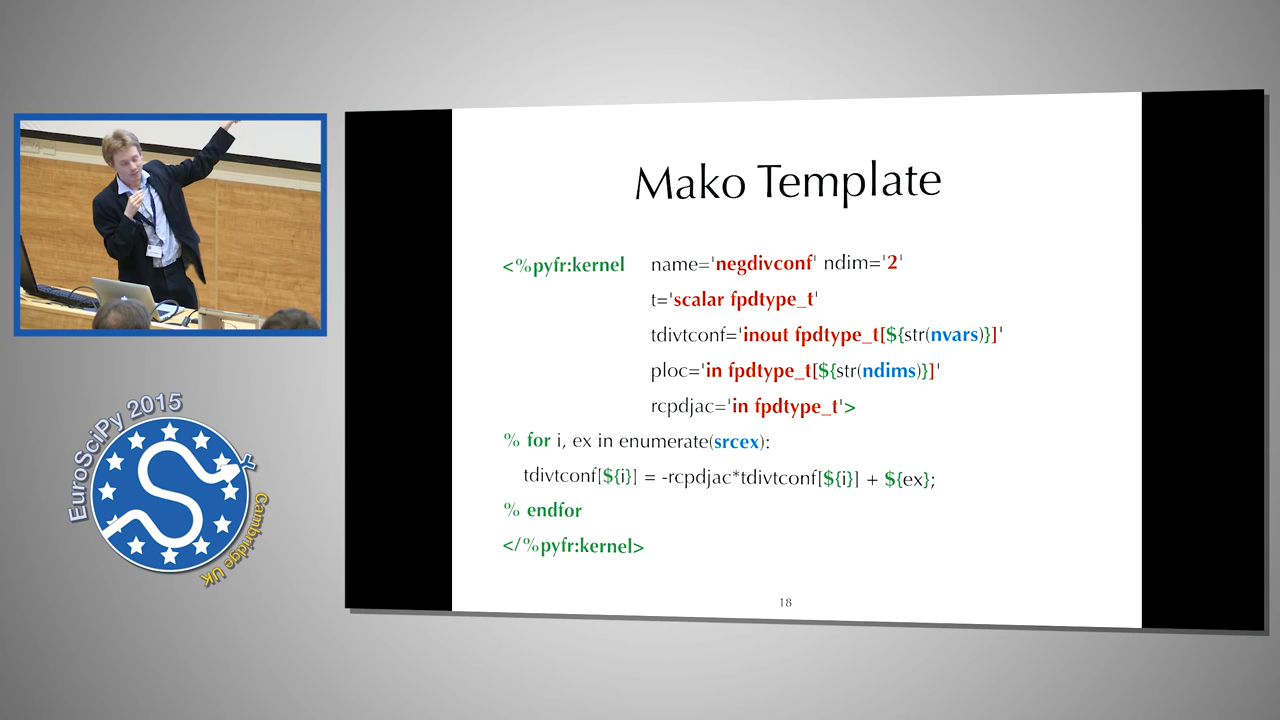 Mako Template
<%pyfr:kernel name='negdivconf' ndim='2'
t='scalar fpdtype_t'
tdivtconf='inout fpdtype_t[${str(nvars)}]'
ploc='in fpdtype_t[${str(ndims)}]'
rcpdjac='in fpdtype_t'>
% for i, ex in enumerate(srcex):
tdivtconf[${i}] = -rcpdjac*tdivtconf[${i}] + ${ex};
% endfor
</%pyfr:kernel>
18
EuroSciPy 2015
Cambridge UK